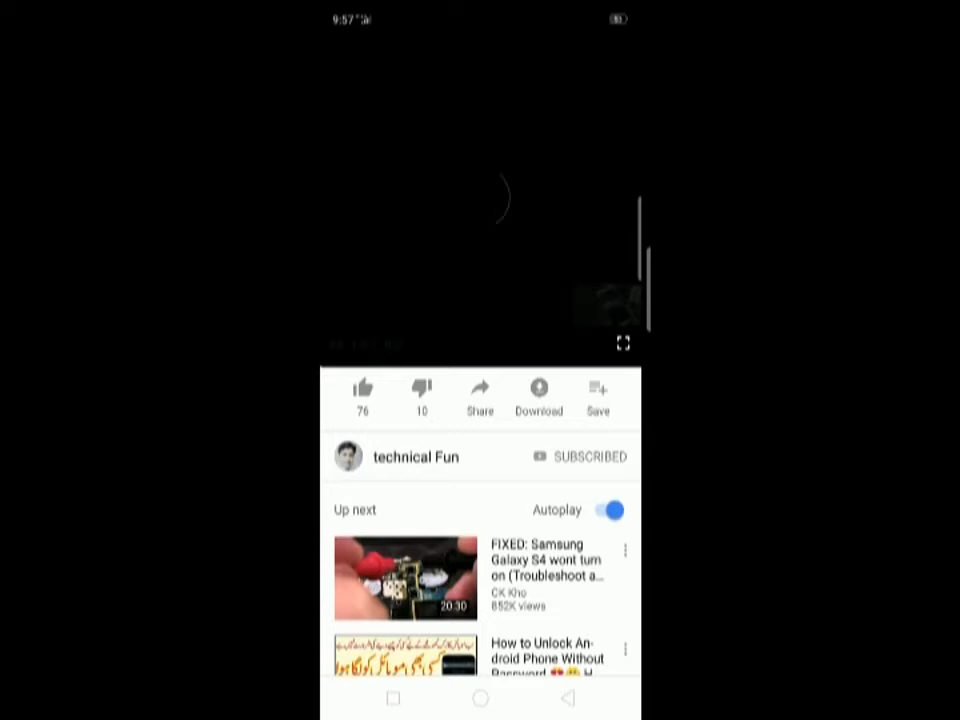 9:57
76
10
Share
Download
Save
technical Fun
SUBSCRIBED
Up next
Autoplay
FIXED: Samsung
Galaxy S4 wont turn
on (Troubleshoot a...
CK Kho
852K views
20:30
How to Unlock An-
droid Phone Without
Password 😍😘 H